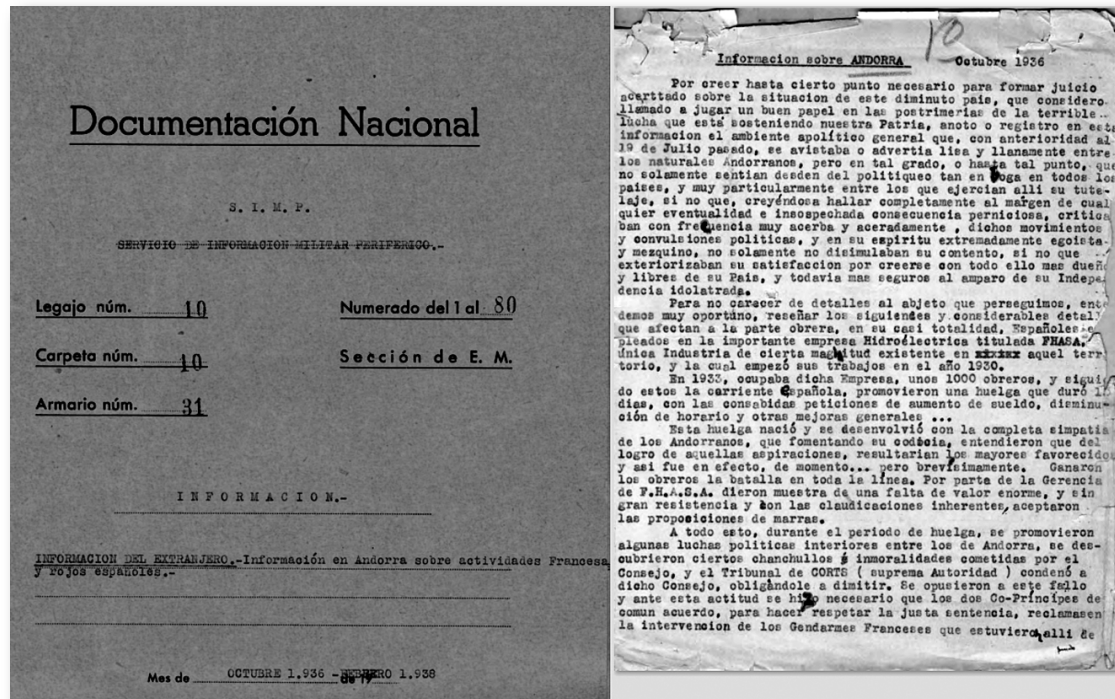 Documentación Nacional
S. I. M. P.
SERVICIO DE INFORMACION MILITAR PERIFERICO.-
Legajo núm. 10
Numerado del 1 al 80
Carpeta núm. 10
Sección de E. M.
Armario núm. 31
INFORMACION.-
INFORMACION DEL EXTRANJERO.-Información en Andorra sobre actividades Francesa
y rojos españoles.-
Mes de OCTUBRE 1.936 - FEBRERO 1.938
10
Informacion sobre ANDORRA Octubre 1936
Por creer hasta cierto punto necesario para formar juicio
acerttado sobre la situacion de este diminuto pais, que considero
llamado a jugar un buen papel en las postrimerias de la terrible
lucha que está sosteniendo nuestra Patria, anoto o registro en est
informacion el ambiente apolítico general que, con anterioridad al
19 de Julio pasado, se avistaba o advertia lisa y llanamente entre
los naturales Andorranos, pero en tal grado, o hasta tal punto, que
no solamente sentian desden del politiqueo tan en boga en todos los
paises, y muy particularmente entre los que ejercian alli su tute-
laje, si no que, creyéndose hallar completamente al margen de cual
quier eventualidad e insospechada consecuencia perniciosa, critica
ban con frecuencia muy acerba y aceradamente , dichos movimientos
y convulsiones politicas, y en su espiritu extremadamente egoista
y mezquino, no solamente no disimulaban su contento, si no que
exteriorizaban su satisfaccion por creerse con todo ello mas dueño
y libres de su Pais, y todavia mas seguros al amparo de su Indepe
dencia idolatrada.
Para no carecer de detalles al abjeto que perseguimos, ente
demos muy oportuno, reseñar los siguientes y considerables detal
que afectan a la parte obrera, en su casi totalidad, Españoles e
pleados en la importante empresa Hidroélectrica titulada FHASA,
única Industria de cierta magnitud existente en xixixx aquel terr
torio, y la cual empezó sus trabajos en el año 1930.
En 1933, ocupaba dicha Empresa, unos 1000 obreros, y sigui
do estos la corriente española, promovieron una huelga que duró 1
dias, con las consabidas peticiones de aumento de sueldo, disminu
ción de horario y otras mejoras generales ...
Esta huelga nació y se desenvolvió con la completa simpatia
de los Andorranos, que fomentando su codicia, entendieron que del
logro de aquellas aspiraciones, resultarian los mayores favorecidos
y asi fue en efecto, de momento... pero brevísimamente. Ganaron
los obreros la batalla en toda la línea. Por parte de la Gerencia
de F.H.A.S.A. dieron muestra de una falta de valor enorme, y sin
gran resistencia y con las claudicaciones inherentes, aceptaron
las proposiciones de marras.
A todo esto, durante el periodo de huelga, se promovieron
algunas luchas politicas interiores entre los de Andorra, se des-
cubrieron ciertos chanchullos é inmoralidades cometidas por el
Consejo, y el Tribunal de CORTS ( suprema Autoridad ) condenó a
dicho Consejo, obligándole a dimitir. Se opusieron a este fallo
y ante esta actitud se hizo necesario que los dos Co-Príncipes de
comun acuerdo, para hacer respetar la justa sentencia, reclamasen
la intervencion de los Gendarmes Franceses que estuvieron alli de
1